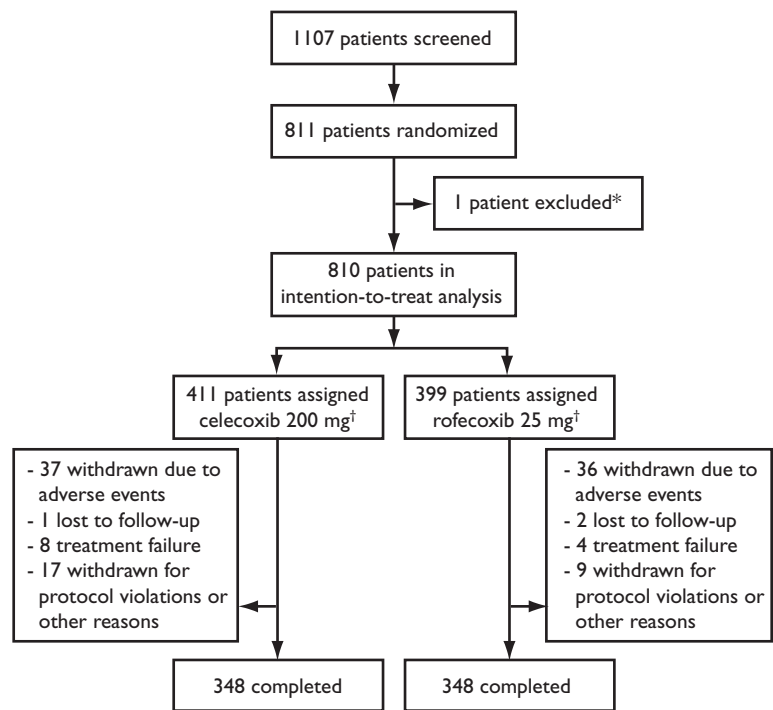 1107 patients screened
811 patients randomized
1 patient excluded*
810 patients in
intention-to-treat analysis
411 patients assigned
celecoxib 200 mg†
399 patients assigned
rofecoxib 25 mg†
- 37 withdrawn due to
adverse events
- 1 lost to follow-up
- 8 treatment failure
- 17 withdrawn for
protocol violations or
other reasons
- 36 withdrawn due to
adverse events
- 2 lost to follow-up
- 4 treatment failure
- 9 withdrawn for
protocol violations or
other reasons
348 completed
348 completed